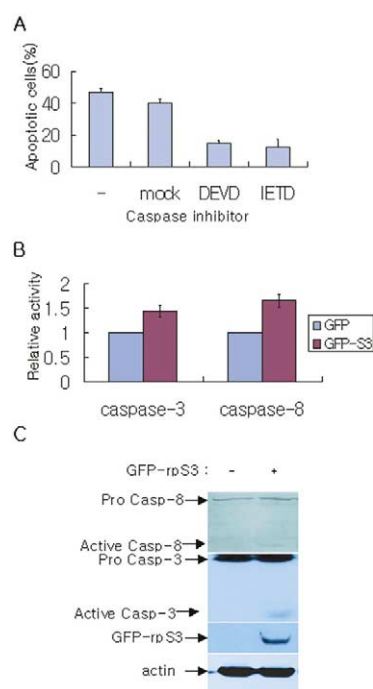 A
Apoptotic cells(%)
60
40
20
0
- mock DEVD IETD
Caspase inhibitor
B
Relative activity
2
1.5
1
0.5
0
GFP
GFP-S3
caspase-3 caspase-8
C
GFP-rpS3 : - +
Pro Casp-8
Active Casp-8
Pro Casp-3
Active Casp-3
GFP-rpS3
actin